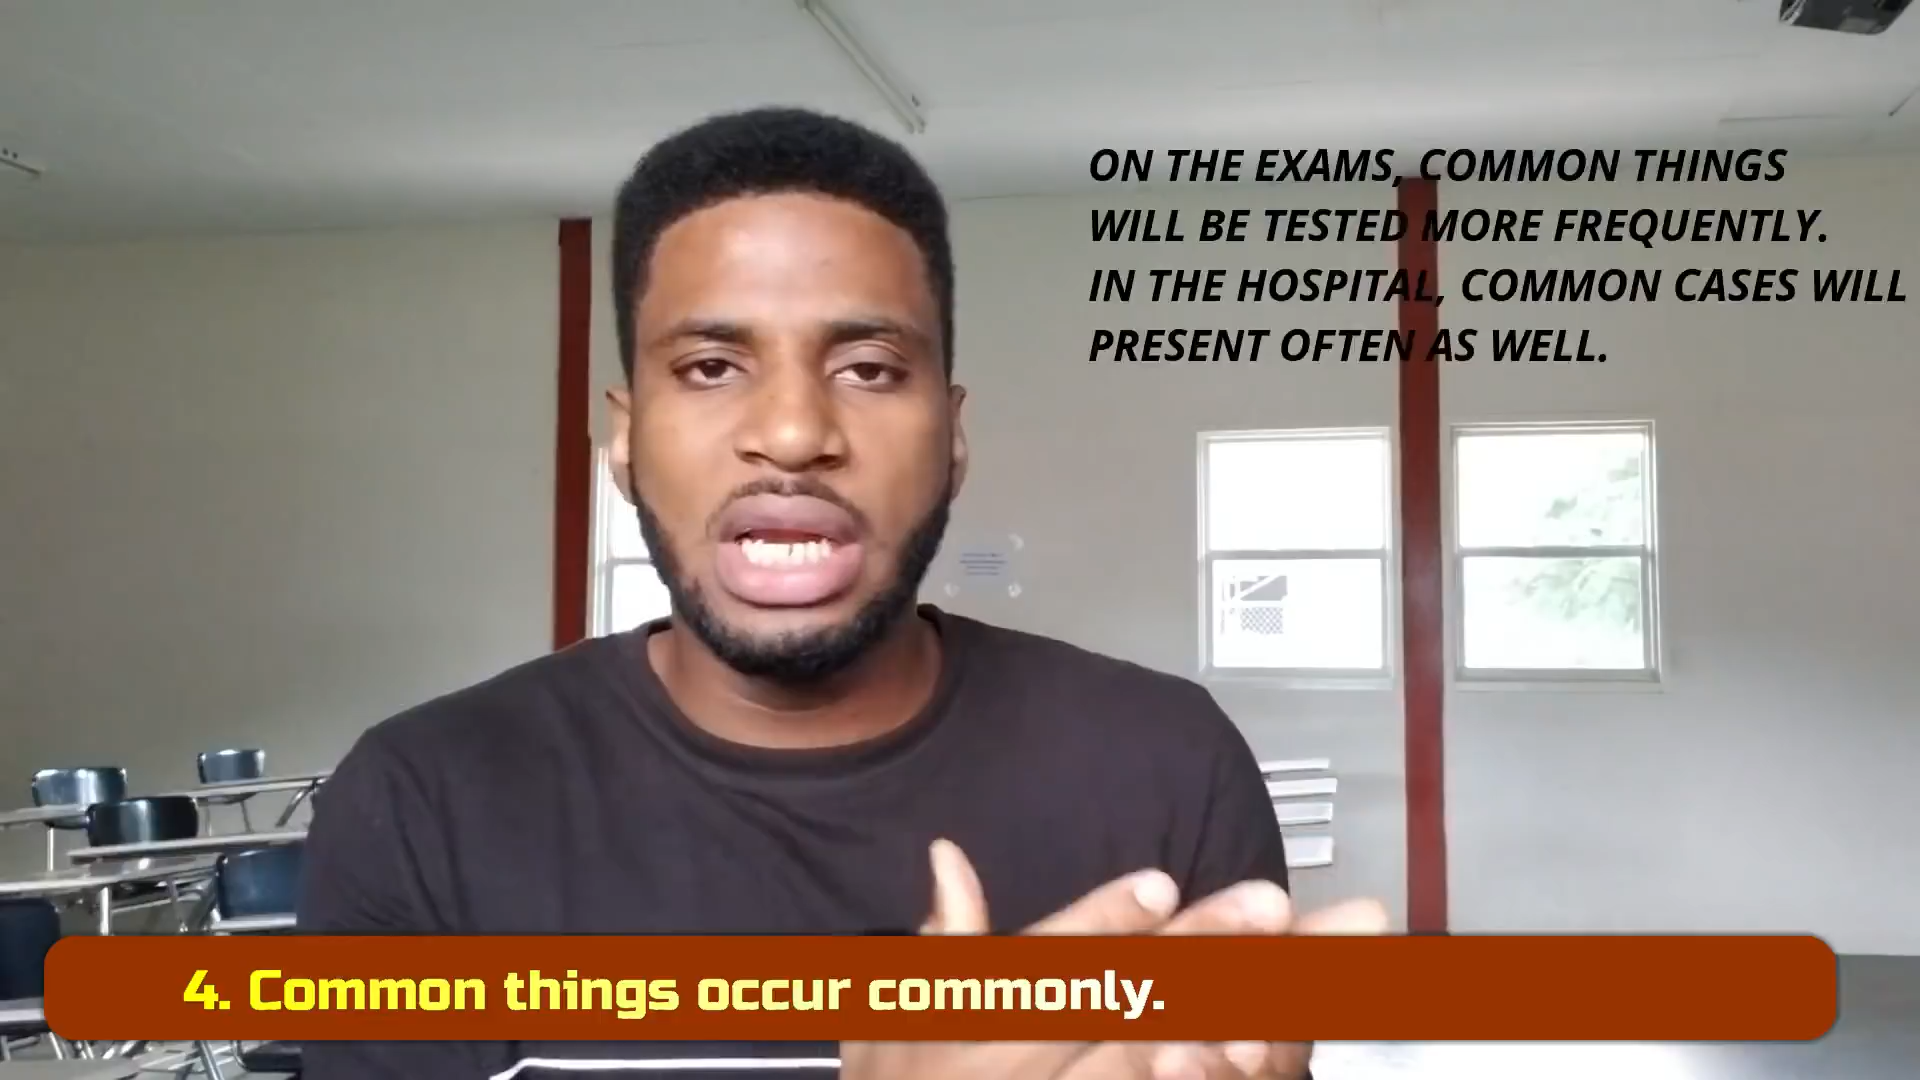 ON THE EXAMS, COMMON THINGS
WILL BE TESTED MORE FREQUENTLY.
IN THE HOSPITAL, COMMON CASES WILL
PRESENT OFTEN AS WELL.
4. Common things occur commonly.